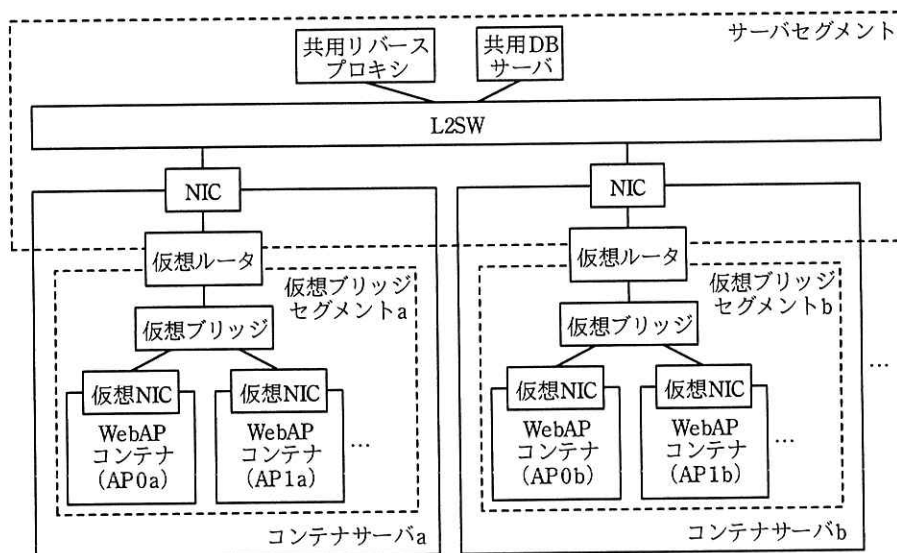 サーバセグメント
共用リバース
プロキシ
共用DB
サーバ
L2SW
NIC
仮想ルータ
仮想ブリッジ
セグメントa
仮想ブリッジ
仮想NIC
WebAP
コンテナ
(AP0a)
仮想NIC
WebAP
コンテナ
(AP1a)
…
コンテナサーバa
NIC
仮想ルータ
仮想ブリッジ
セグメントb
仮想ブリッジ
仮想NIC
WebAP
コンテナ
(AP0b)
仮想NIC
WebAP
コンテナ
(AP1b)
…
コンテナサーバb
…